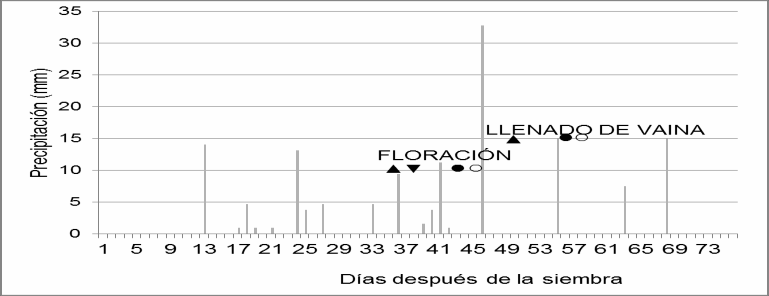 35
30
25
20
15
10
5
0
Precipitación (mm)
LLENADO DE VAINA
FLORACIÓN
1 5 9 13 17 21 25 29 33 37 41 45 49 53 57 61 65 69 73
Días después de la siembra